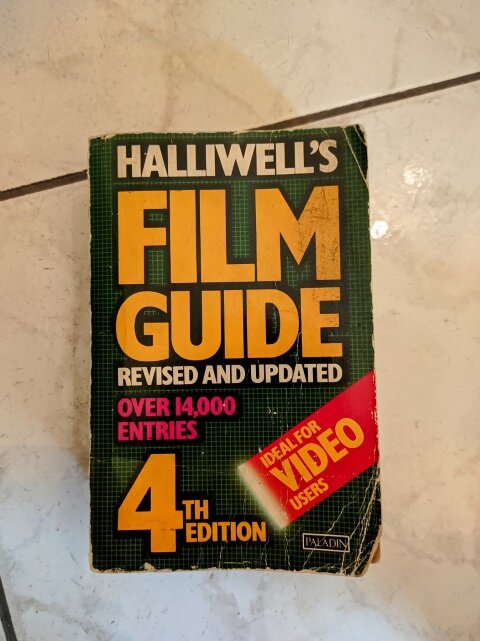 HALLIWELL'S
FILM
GUIDE
REVISED AND UPDATED
OVER 14,000
ENTRIES
IDEAL FOR
VIDEO
USERS
4TH
EDITION
PALADIN